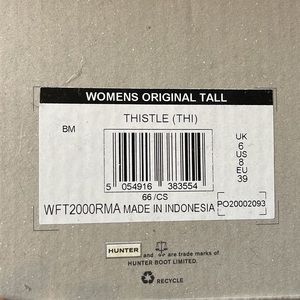 WOMENS ORIGINAL TALL
THISTLE (THI)
BM
UK
6
US
8
EU
39
5 054916 383554
66 /CS
WFT2000RMA MADE IN INDONESIA
PO20002093
HUNTER and are trade marks of
HUNTER BOOT LIMITED.
RECYCLE